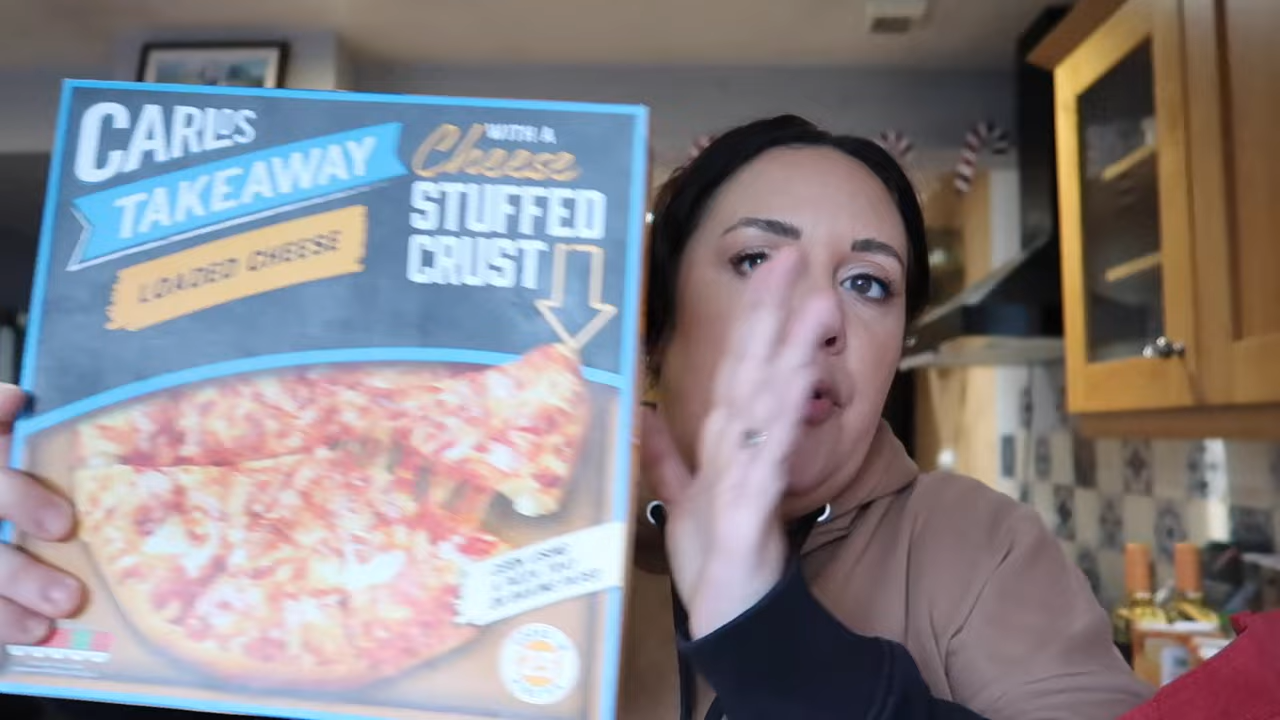 CARLOS
TAKEAWAY
LOADED CHEESE
WITH A
Cheese
STUFFED
CRUST